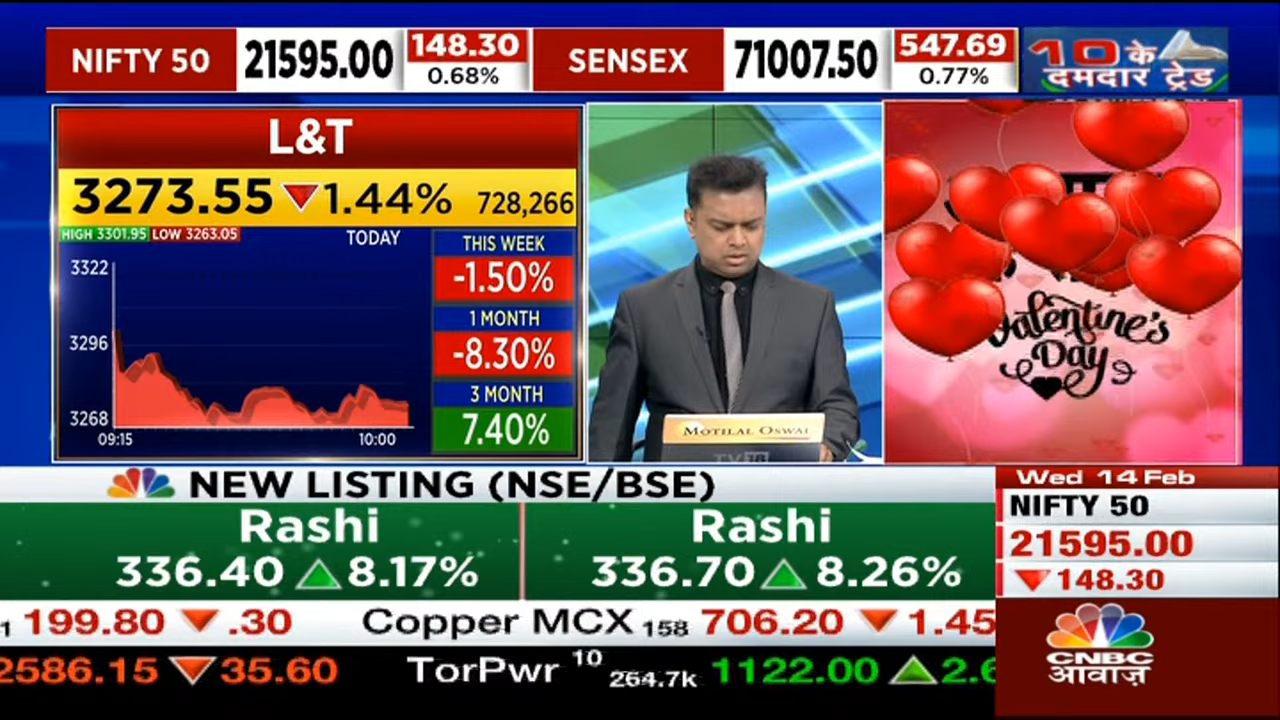 NIFTY 50 21595.00 148.30 0.68% SENSEX 71007.50 547.69 0.77% 10 के दमदार ट्रेड
L&T
3273.55 ▼ 1.44% 728,266
HIGH 3301.95 LOW 3263.05 TODAY
3322
3296
3268
09:15 10:00
THIS WEEK
-1.50%
1 MONTH
-8.30%
3 MONTH
7.40%
MOTILAL OSWAL
Valentine's
Day
NEW LISTING (NSE/BSE)
Rashi
336.40 ▲ 8.17%
Rashi
336.70 ▲ 8.26%
Wed 14 Feb
NIFTY 50
21595.00
▼ 148.30
199.80 ▼ .30 Copper MCX 158 706.20 ▼ 1.45
2586.15 ▼ 35.60 TorPwr 10 264.7k 1122.00 ▲
CNBC
आवाज़